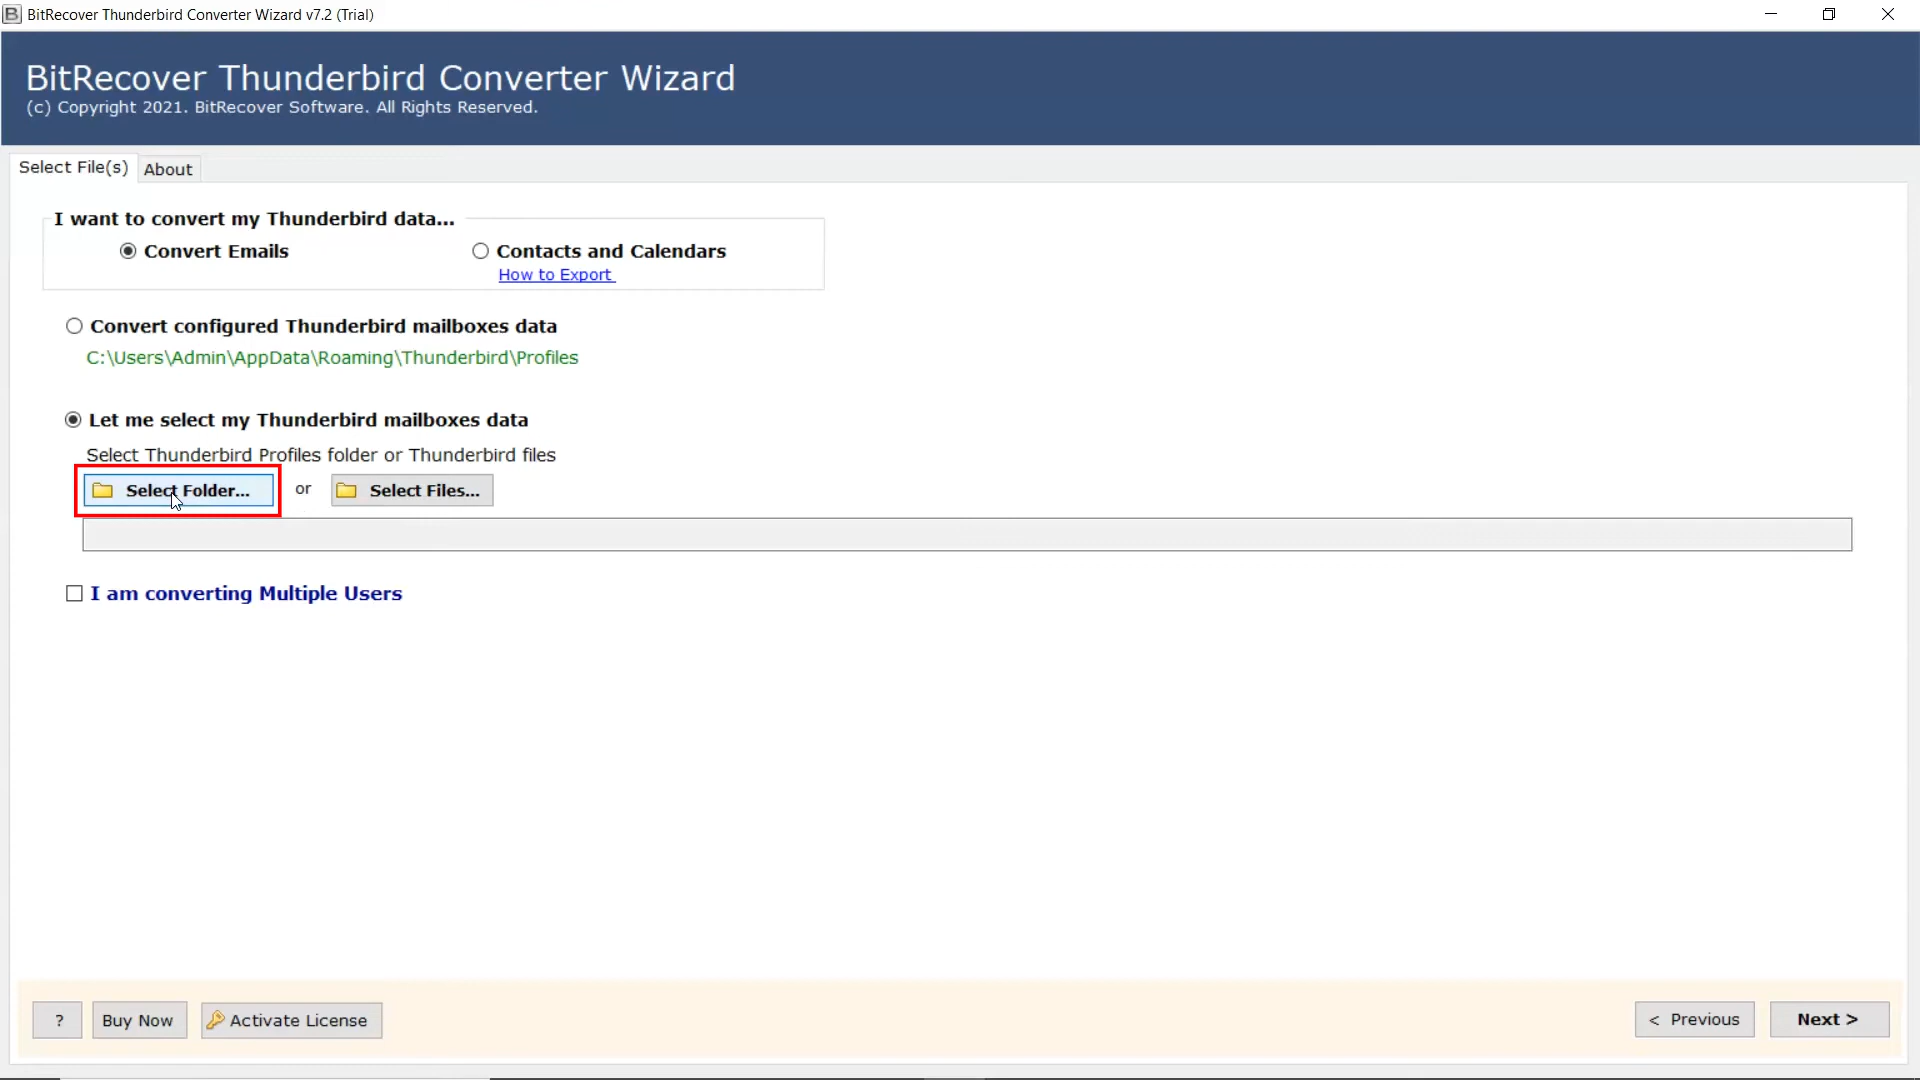 BitRecover Thunderbird Converter Wizard v7.2 (Trial)
BitRecover Thunderbird Converter Wizard
(c) Copyright 2021. BitRecover Software. All Rights Reserved.
Select File(s) About
I want to convert my Thunderbird data...
Convert Emails Contacts and Calendars
How to Export
Convert configured Thunderbird mailboxes data
C:\Users\Admin\AppData\Roaming\Thunderbird\Profiles
Let me select my Thunderbird mailboxes data
Select Thunderbird Profiles folder or Thunderbird files
Select Folder... or Select Files...
I am converting Multiple Users
? Buy Now Activate License < Previous Next >